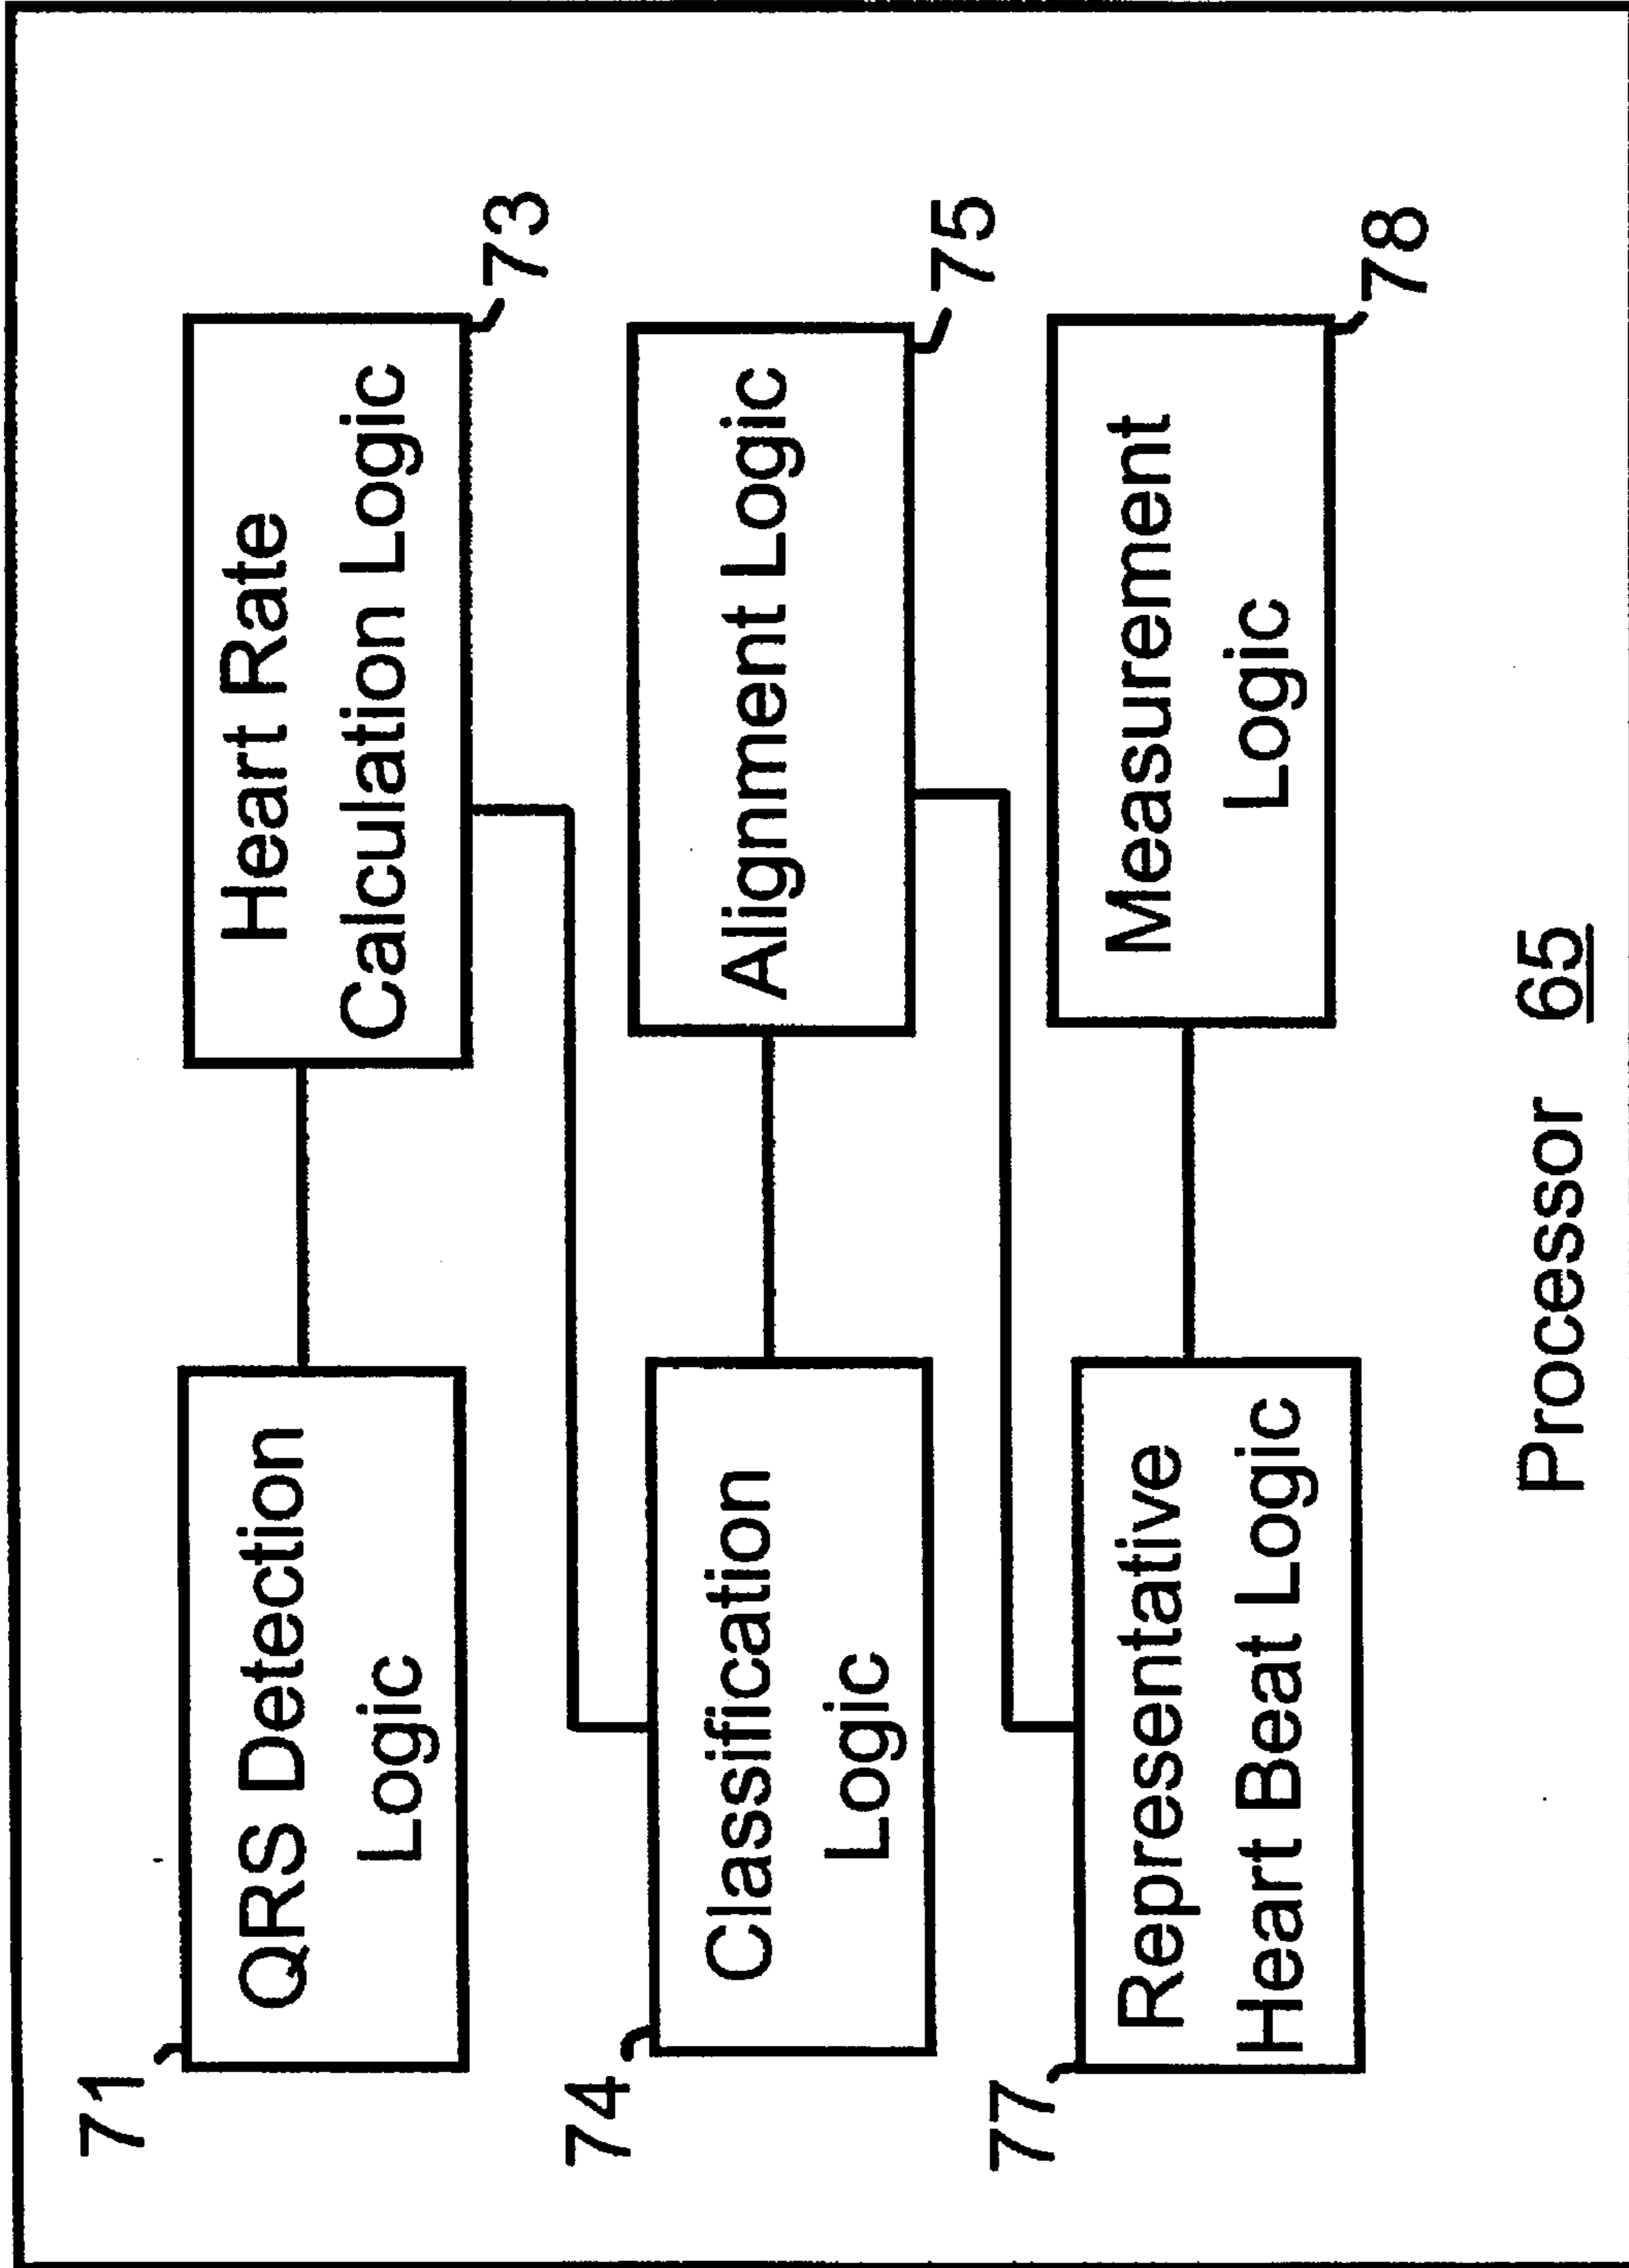 71
QRS Detection
Logic
Heart Rate
Calculation Logic
73
74
Classification
Logic
Alignment Logic
75
77
Representative
Heart Beat Logic
Measurement
Logic
78
Processor 65